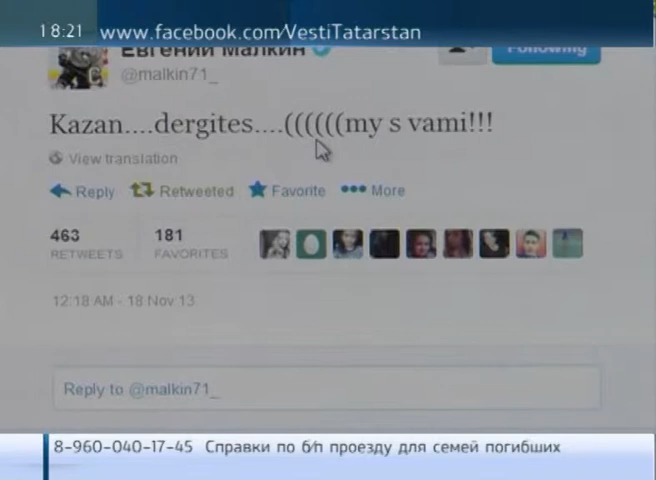 18:21 www.facebook.com/VestiTatarstan
Евгений Малкин Following
@malkin71_
Kazan....dergites....((((((my s vami!!!
View translation
Reply Retweeted Favorite More
463 181
RETWEETS FAVORITES
12:18 AM - 18 Nov 13
Reply to @malkin71_
8-960-040-17-45 Справки по б/п проезду для семей погибших